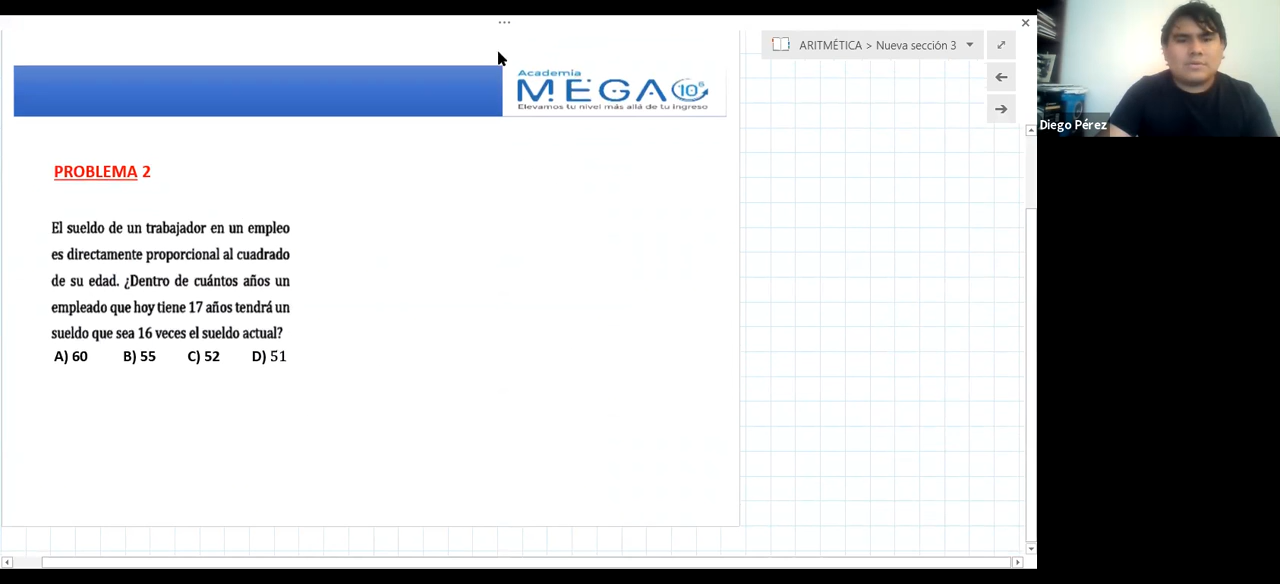 ARITMÉTICA > Nueva sección 3
Academia
MEGA 10
Elevamos tu nivel más allá de tu ingreso
Diego Pérez
PROBLEMA 2
El sueldo de un trabajador en un empleo
es directamente proporcional al cuadrado
de su edad. ¿Dentro de cuántos años un
empleado que hoy tiene 17 años tendrá un
sueldo que sea 16 veces el sueldo actual?
A) 60 B) 55 C) 52 D) 51